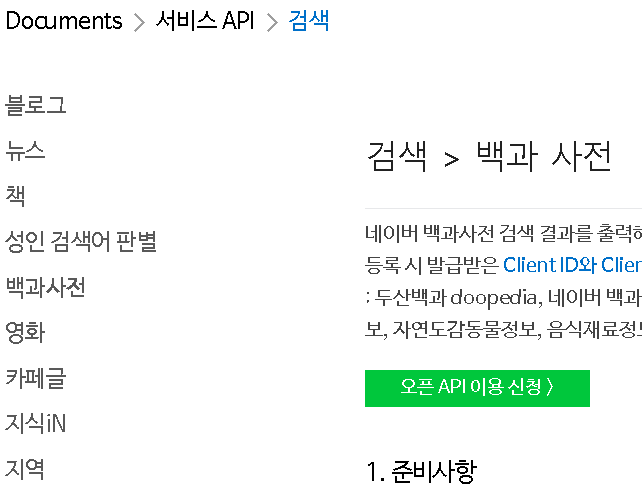 Documents > 서비스 API > 검색
블로그
뉴스
책
성인 검색어 판별
백과사전
영화
카페글
지식iN
지역
검색 > 백과 사전
네이버 백과사전 검색 결과를 출력해
등록 시 발급받은 Client ID와 Clien
: 두산백과 doopedia, 네이버 백과
보, 자연도감동물정보, 음식재료정보
오픈 API 이용 신청 >
1. 준비사항